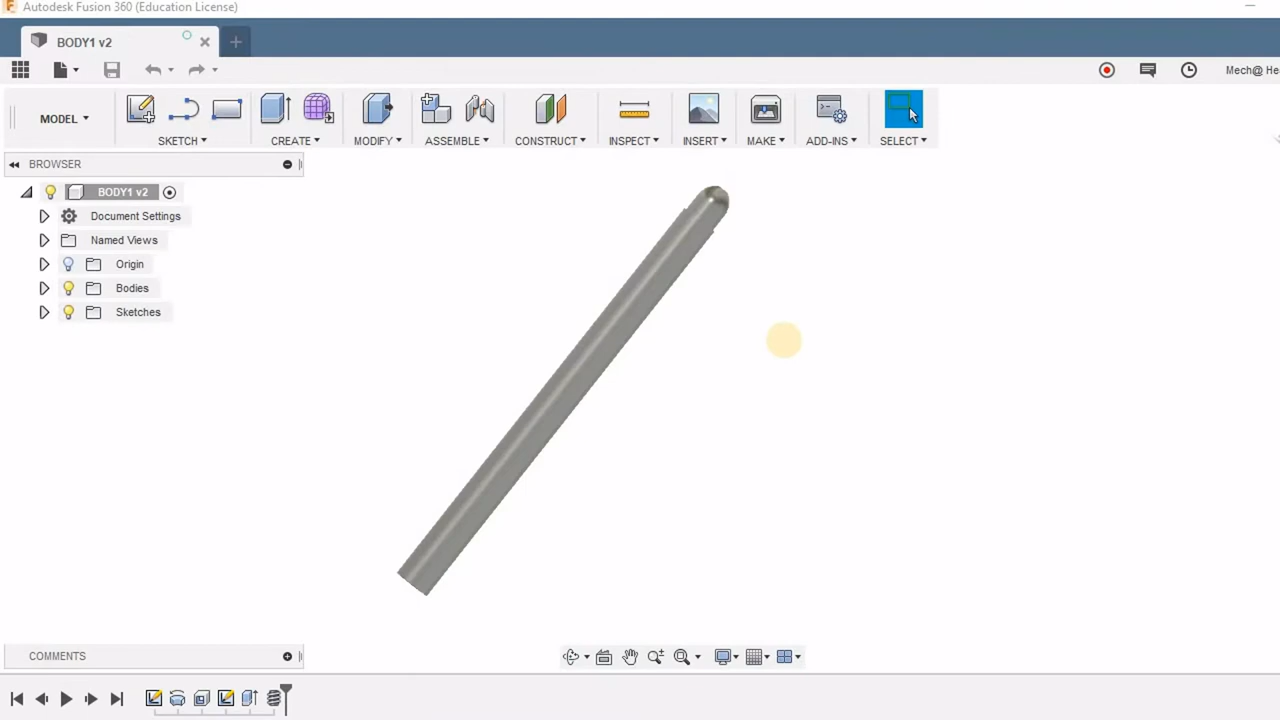 Autodesk Fusion 360 (Education License)
BODY1 v2
Mech@ He
MODEL
SKETCH
CREATE
MODIFY
ASSEMBLE
CONSTRUCT
INSPECT
INSERT
MAKE
ADD-INS
SELECT
BROWSER
BODY1 v2
Document Settings
Named Views
Origin
Bodies
Sketches
COMMENTS